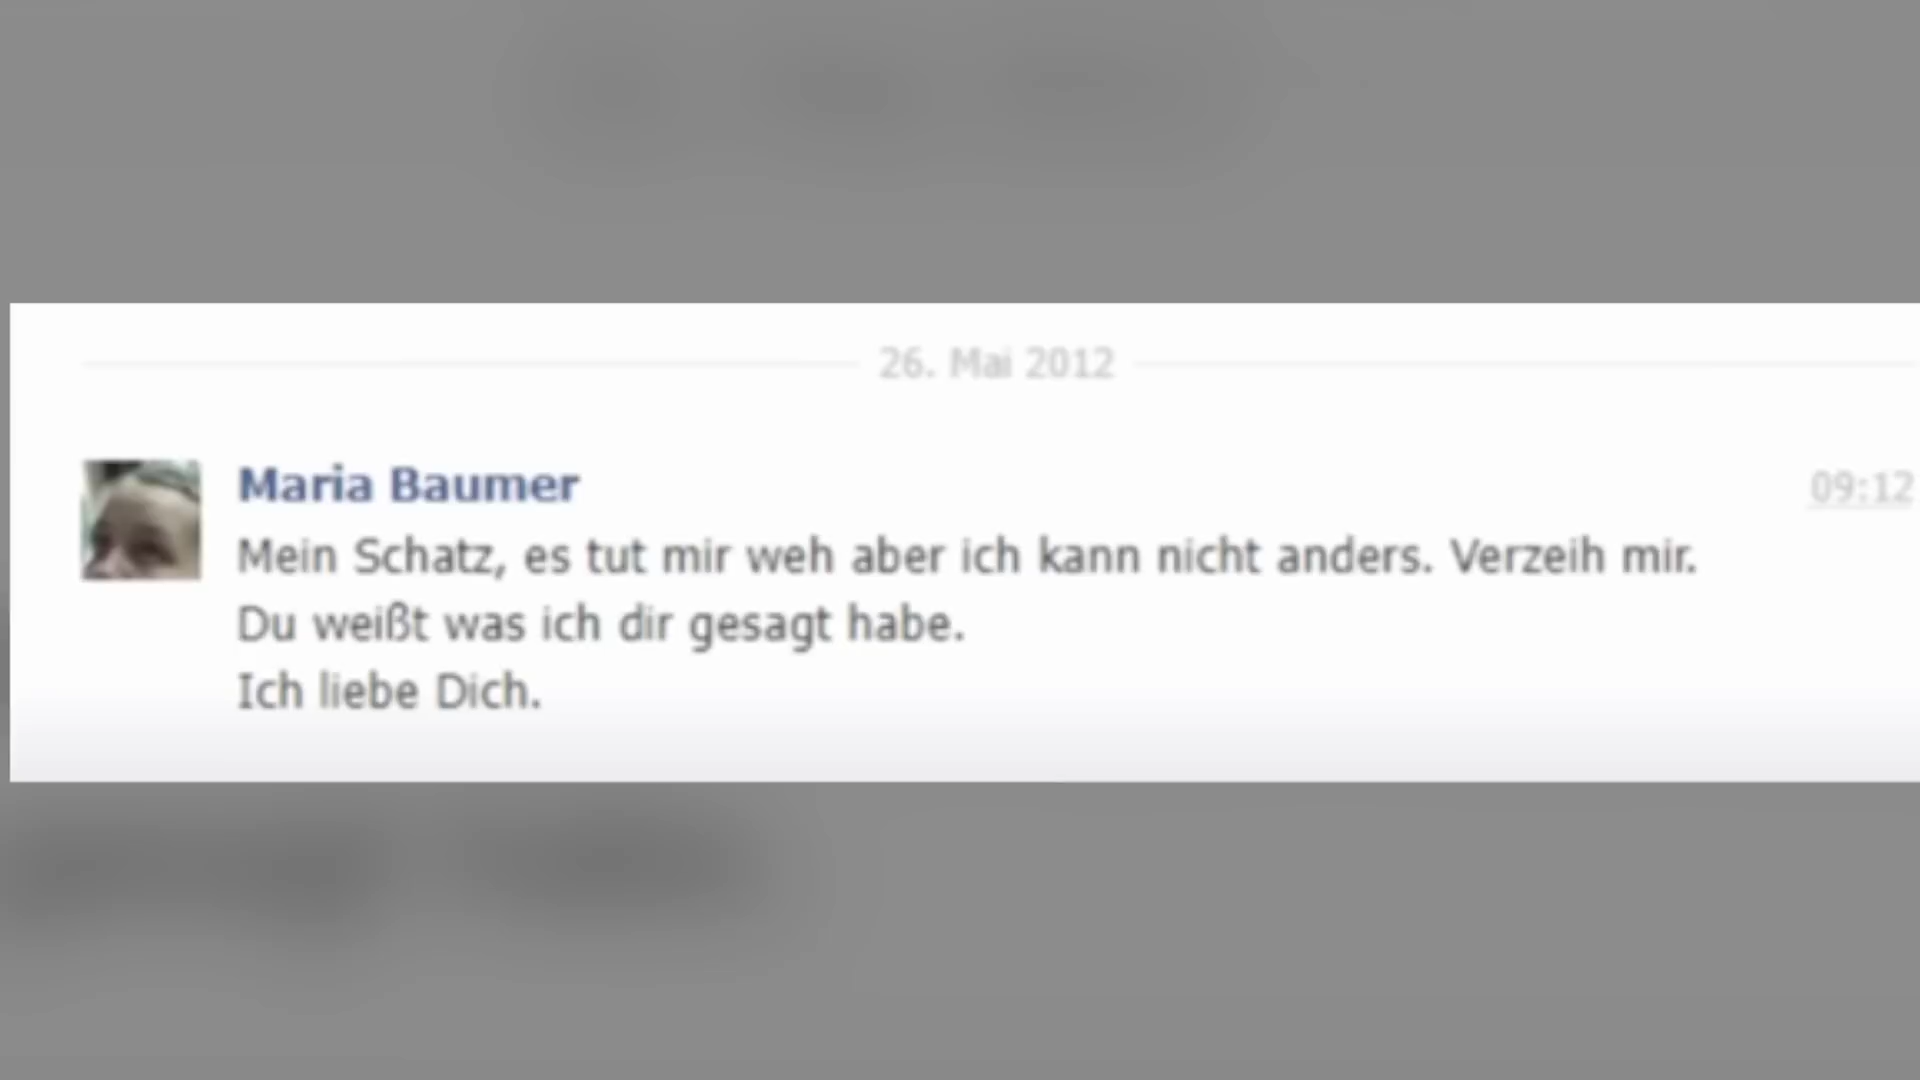 26. Mai 2012
Maria Baumer
09:12
Mein Schatz, es tut mir weh aber ich kann nicht anders. Verzeih mir.
Du weißt was ich dir gesagt habe.
Ich liebe Dich.